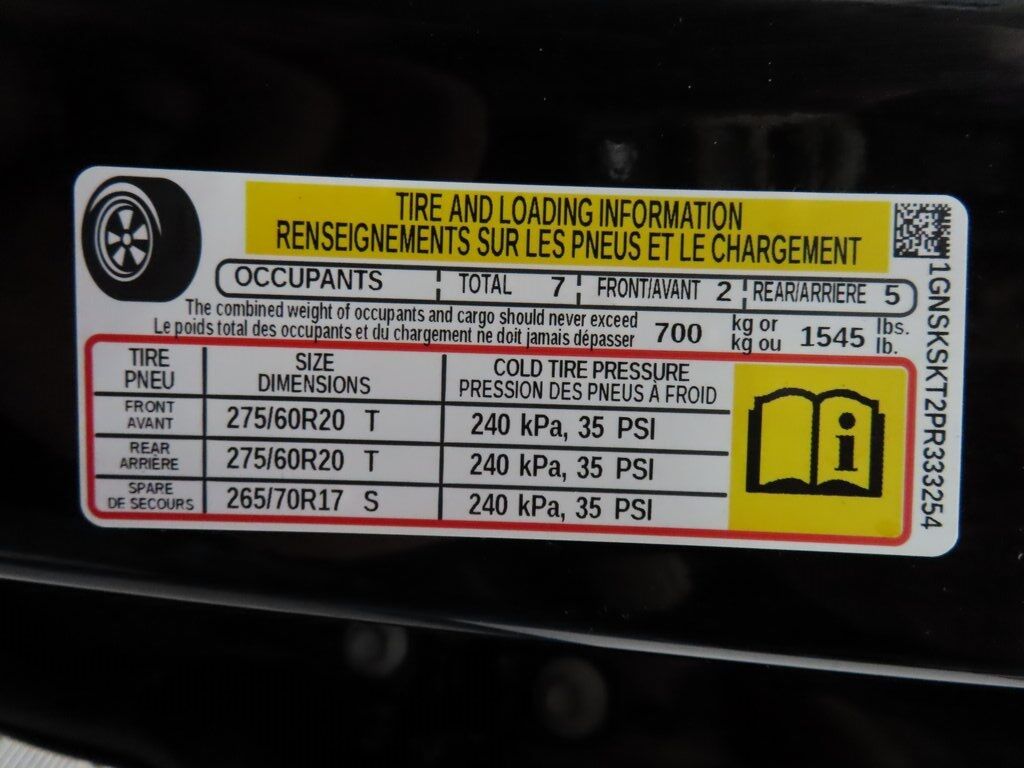 TIRE AND LOADING INFORMATION
RENSEIGNEMENTS SUR LES PNEUS ET LE CHARGEMENT
OCCUPANTS TOTAL 7 FRONT/AVANT 2 REAR/ARRIÈRE 5
The combined weight of occupants and cargo should never exceed
Le poids total des occupants et du chargement ne doit jamais dépasser
700 kg or 1545 lbs.
kg ou lb.
TIRE SIZE COLD TIRE PRESSURE
PNEU DIMENSIONS PRESSION DES PNEUS À FROID
FRONT
AVANT 275/60R20 T 240 kPa, 35 PSI
REAR
ARRIÈRE 275/60R20 T 240 kPa, 35 PSI
SPARE
DE SECOURS 265/70R17 S 240 kPa, 35 PSI
i
1GNSKSKT2PR333254